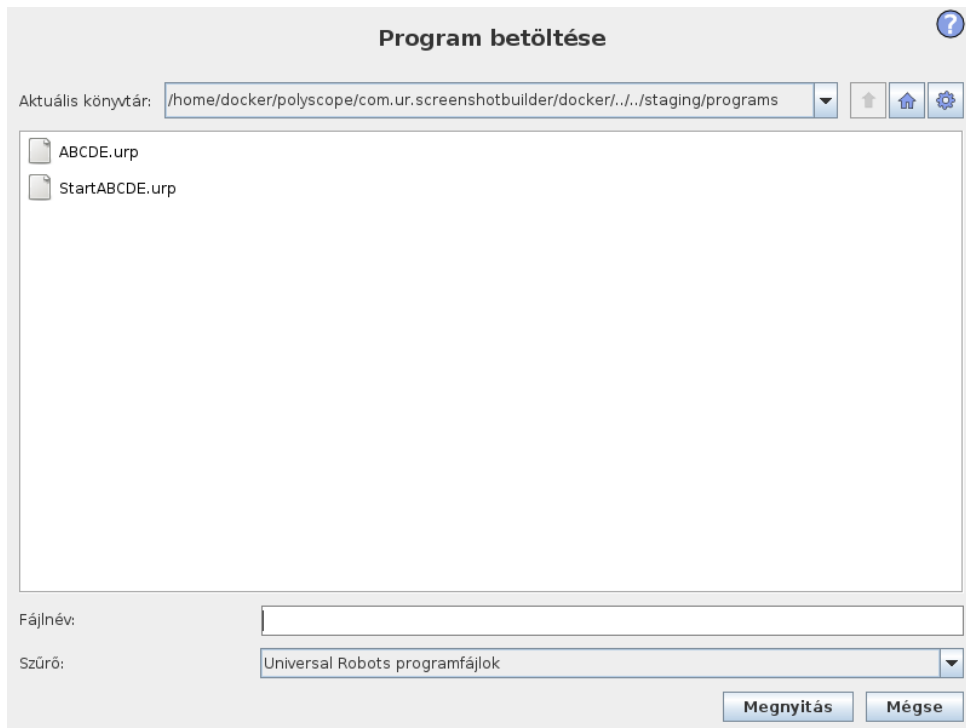 Program betöltése
?
Aktuális könyvtár: /home/docker/polyscope/com.ur.screenshotbuilder/docker/../../staging/programs
ABCDE.urp
StartABCDE.urp
Fájlnév:
Szűrő: Universal Robots programfájlok
Megnyitás Mégse